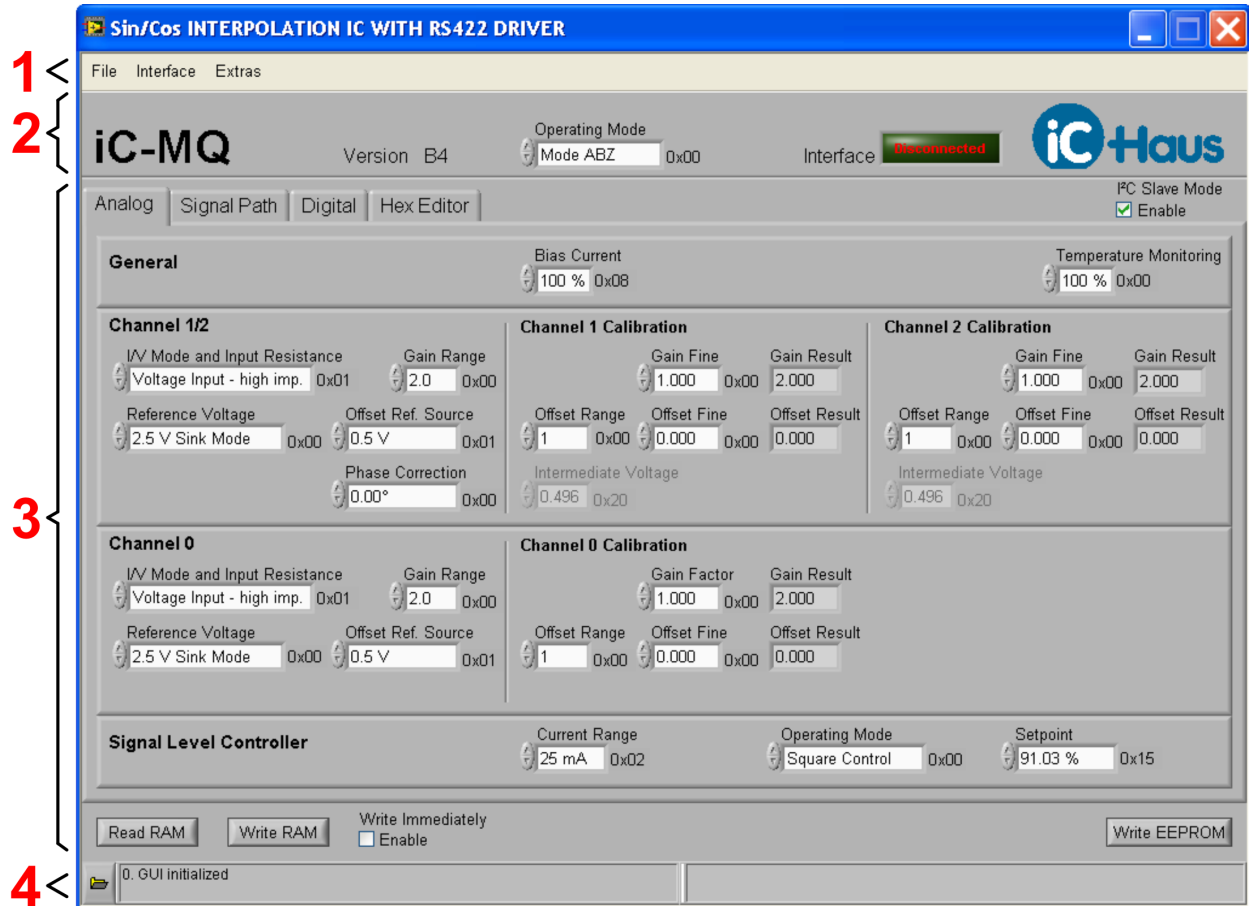 Sin/Cos INTERPOLATION IC WITH RS422 DRIVER
1
File Interface Extras
2
iC-MQ
Version B4
Operating Mode
Mode ABZ 0x00
Interface Disconnected
iC Haus
3
Analog Signal Path Digital Hex Editor
I²C Slave Mode
Enable
General
Bias Current
100 % 0x08
Temperature Monitoring
100 % 0x00
Channel 1/2
I/V Mode and Input Resistance Gain Range
Voltage Input - high imp. 0x01 2.0 0x00
Reference Voltage Offset Ref. Source
2.5 V Sink Mode 0x00 0.5 V 0x01
Phase Correction
0.00° 0x00
Channel 1 Calibration
Gain Fine Gain Result
1.000 0x00 2.000
Offset Range Offset Fine Offset Result
1 0x00 0.000 0x00 0.000
Intermediate Voltage
0.496 0x20
Channel 2 Calibration
Gain Fine Gain Result
1.000 0x00 2.000
Offset Range Offset Fine Offset Result
1 0x00 0.000 0x00 0.000
Intermediate Voltage
0.496 0x20
Channel 0
I/V Mode and Input Resistance Gain Range
Voltage Input - high imp. 0x01 2.0 0x00
Reference Voltage Offset Ref. Source
2.5 V Sink Mode 0x00 0.5 V 0x01
Channel 0 Calibration
Gain Factor Gain Result
1.000 0x00 2.000
Offset Range Offset Fine Offset Result
1 0x00 0.000 0x00 0.000
Signal Level Controller
Current Range
25 mA 0x02
Operating Mode
Square Control 0x00
Setpoint
91.03 % 0x15
Read RAM Write RAM
Write Immediately
Enable
Write EEPROM
4
0. GUI initialized